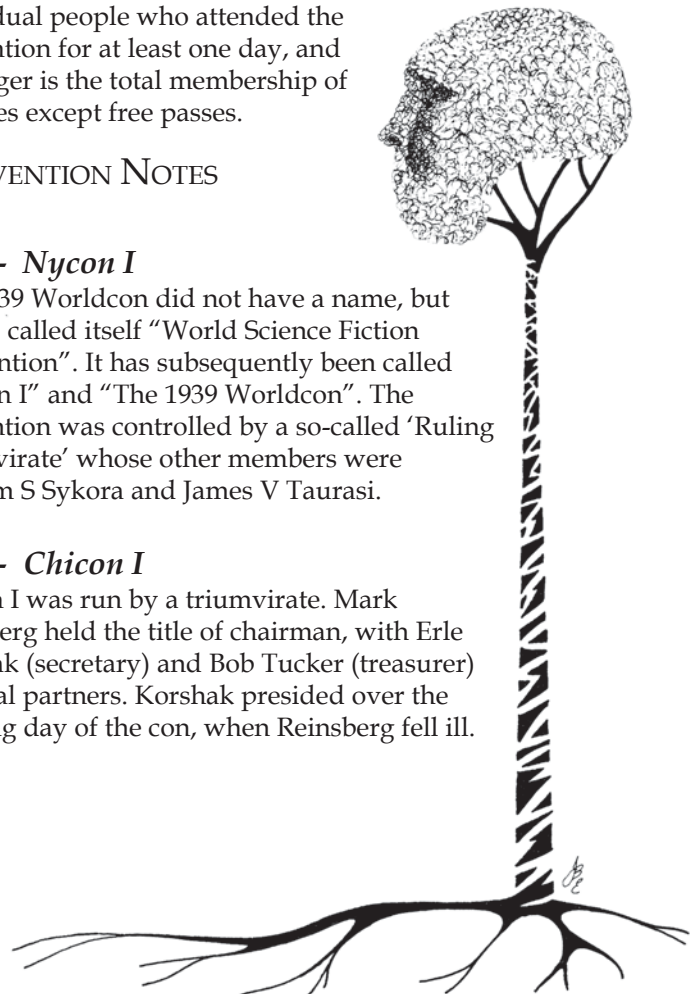 dual people who attended the
ntion for at least one day, and
ger is the total membership of
es except free passes.
VENTION NOTES
- Nycon I
39 Worldcon did not have a name, but
called itself “World Science Fiction
ntion”. It has subsequently been called
n I” and “The 1939 Worldcon”. The
ntion was controlled by a so-called ‘Ruling
virate’ whose other members were
m S Sykora and James V Taurasi.
- Chicon I
n I was run by a triumvirate. Mark
erg held the title of chairman, with Erle
ak (secretary) and Bob Tucker (treasurer)
al partners. Korshak presided over the
g day of the con, when Reinsberg fell ill.